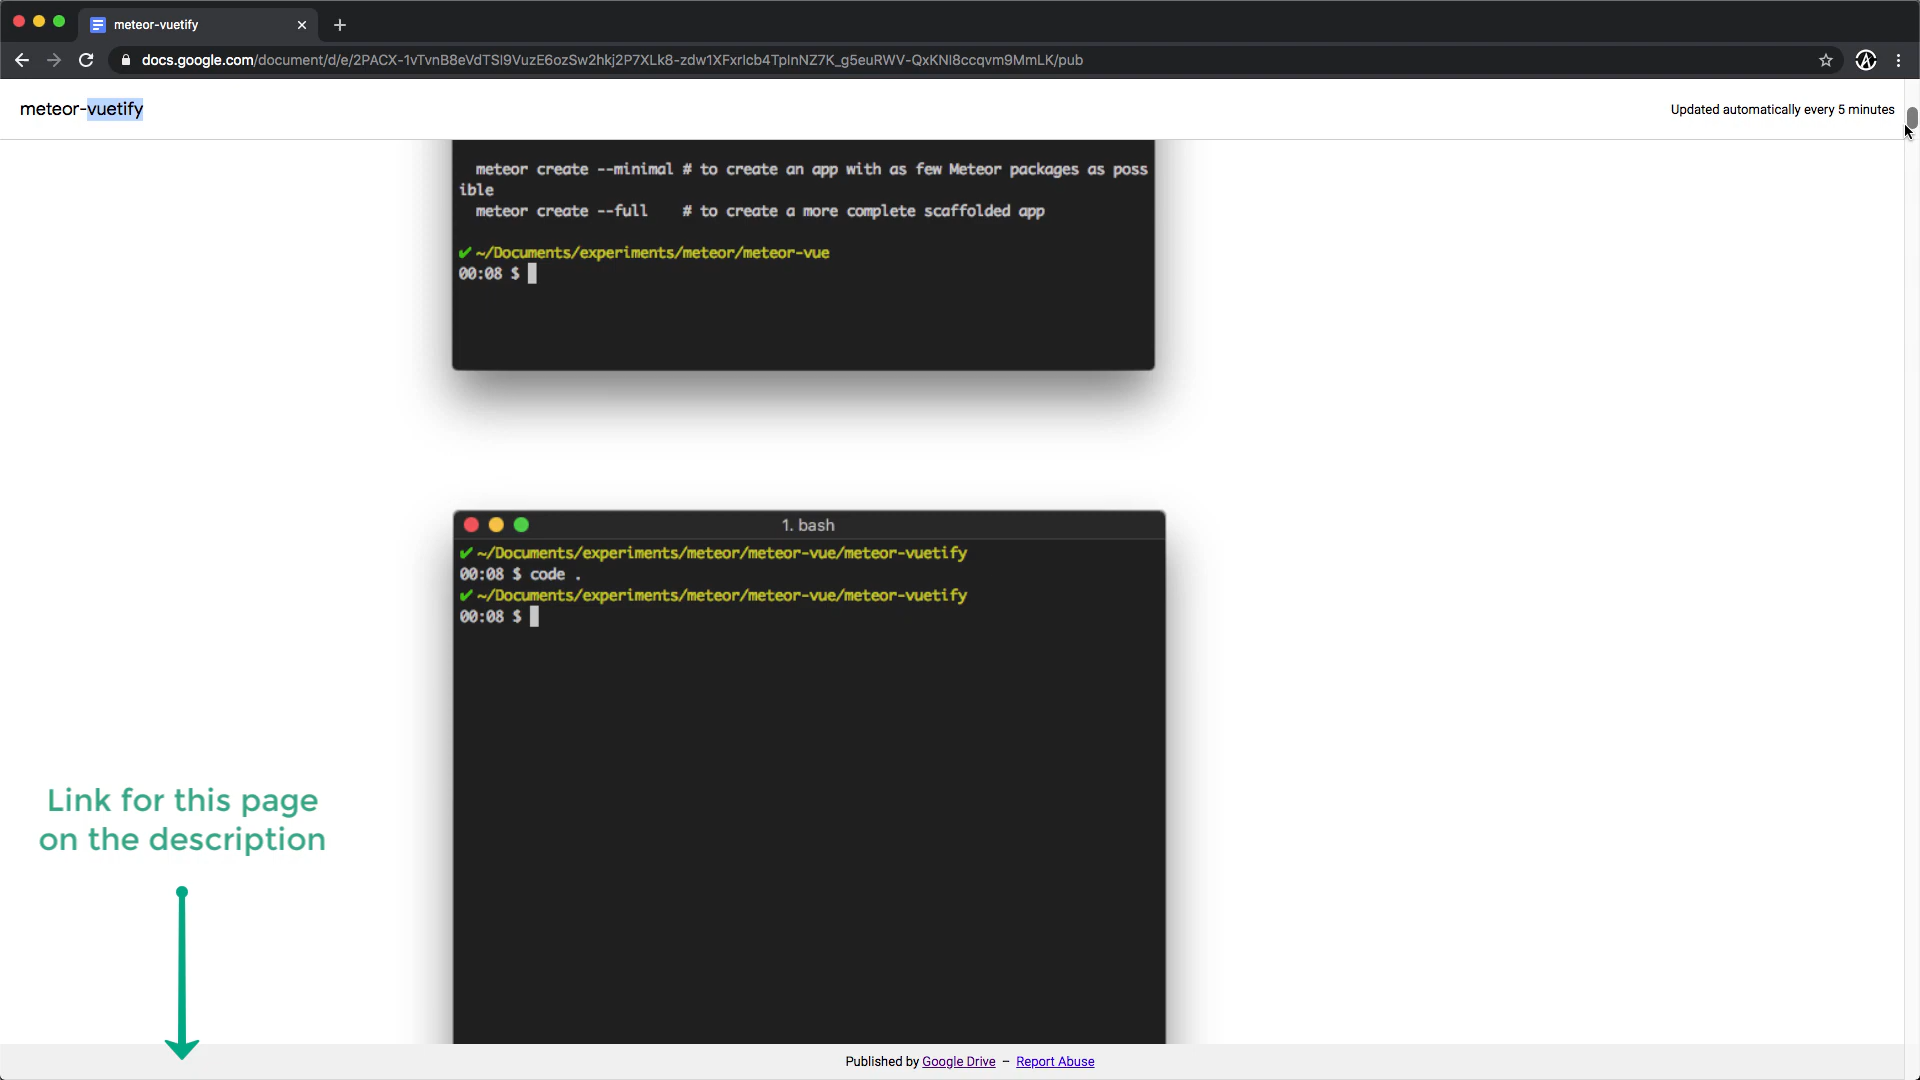 meteor-vuetify
docs.google.com/document/d/e/2PACX-1vTvnB8eVdTSl9VuzE6ozSw2hkj2P7XLk8-zdw1XFxrlcb4TplnNZ7K_g5euRWV-QxKNl8ccqvm9MmLK/pub
meteor-vuetify
Updated automatically every 5 minutes
meteor create --minimal # to create an app with as few Meteor packages as poss
ible
meteor create --full # to create a more complete scaffolded app
✔ ~/Documents/experiments/meteor/meteor-vue
00:08 $
1. bash
✔ ~/Documents/experiments/meteor/meteor-vue/meteor-vuetify
00:08 $ code .
✔ ~/Documents/experiments/meteor/meteor-vue/meteor-vuetify
00:08 $
Link for this page
on the description
Published by Google Drive – Report Abuse